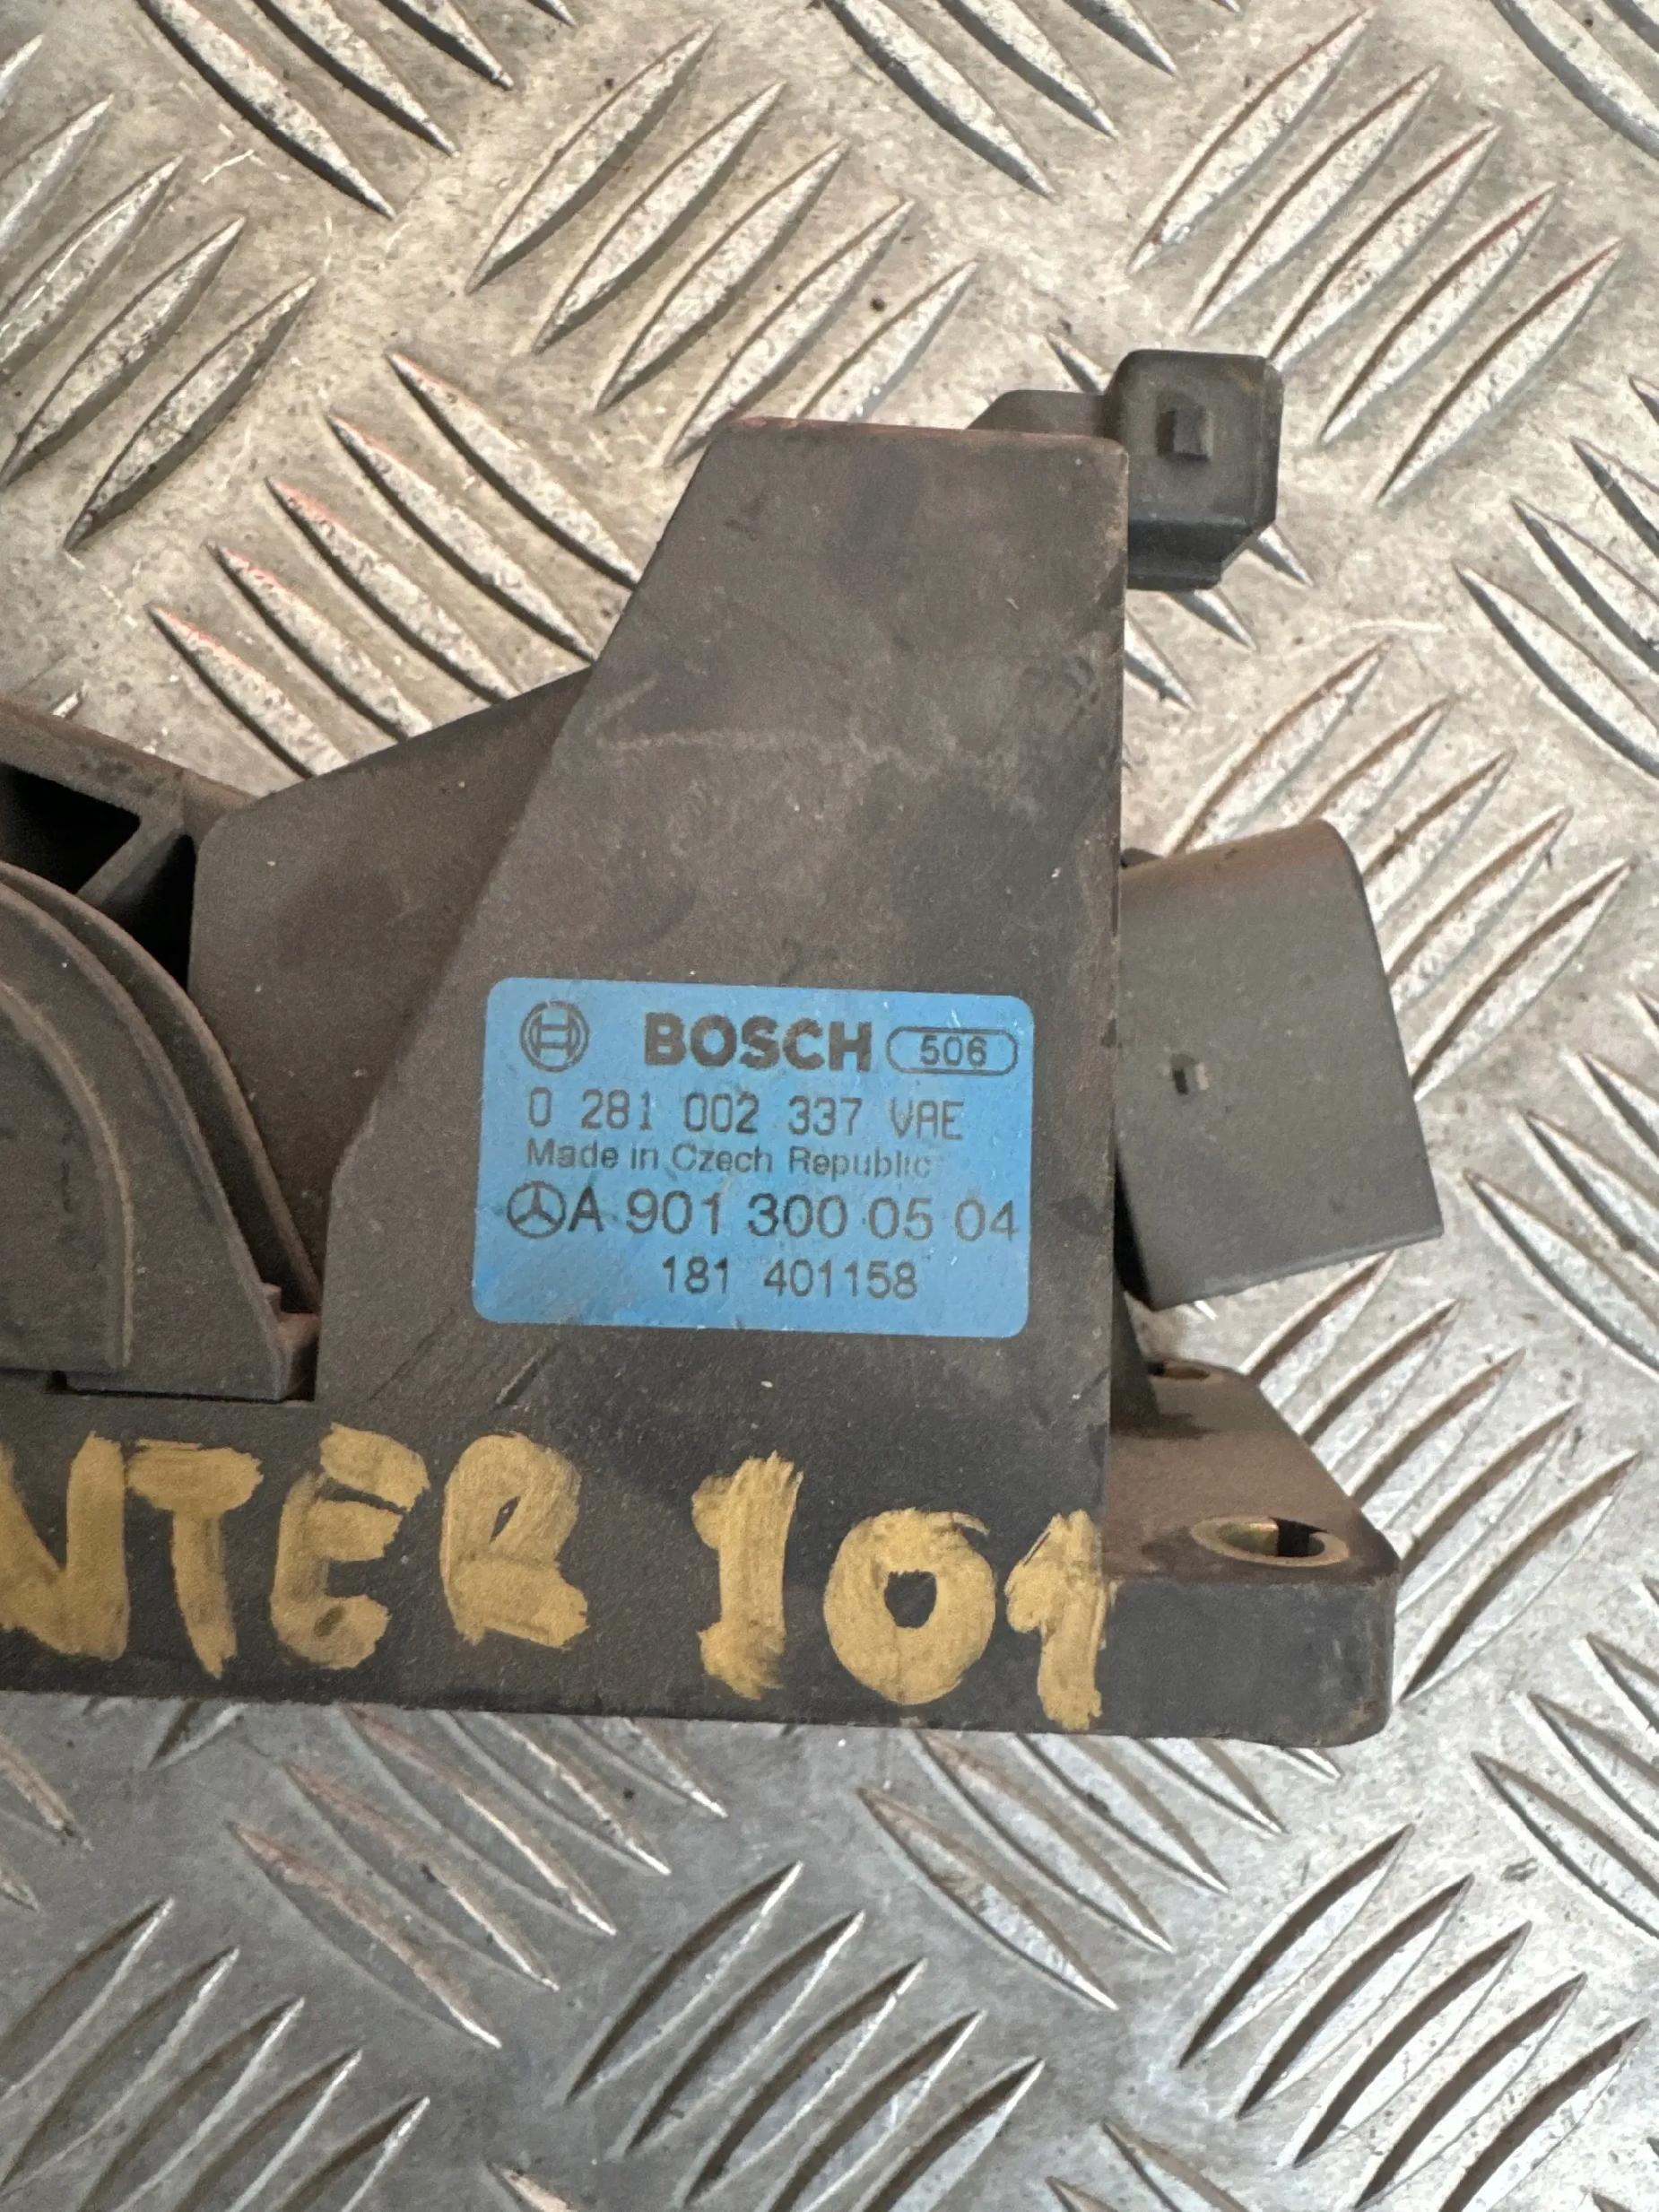 BOSCH 506
0 281 002 337 VAE
Made in Czech Republic
A 901 300 05 04
181 401158
NTER 101